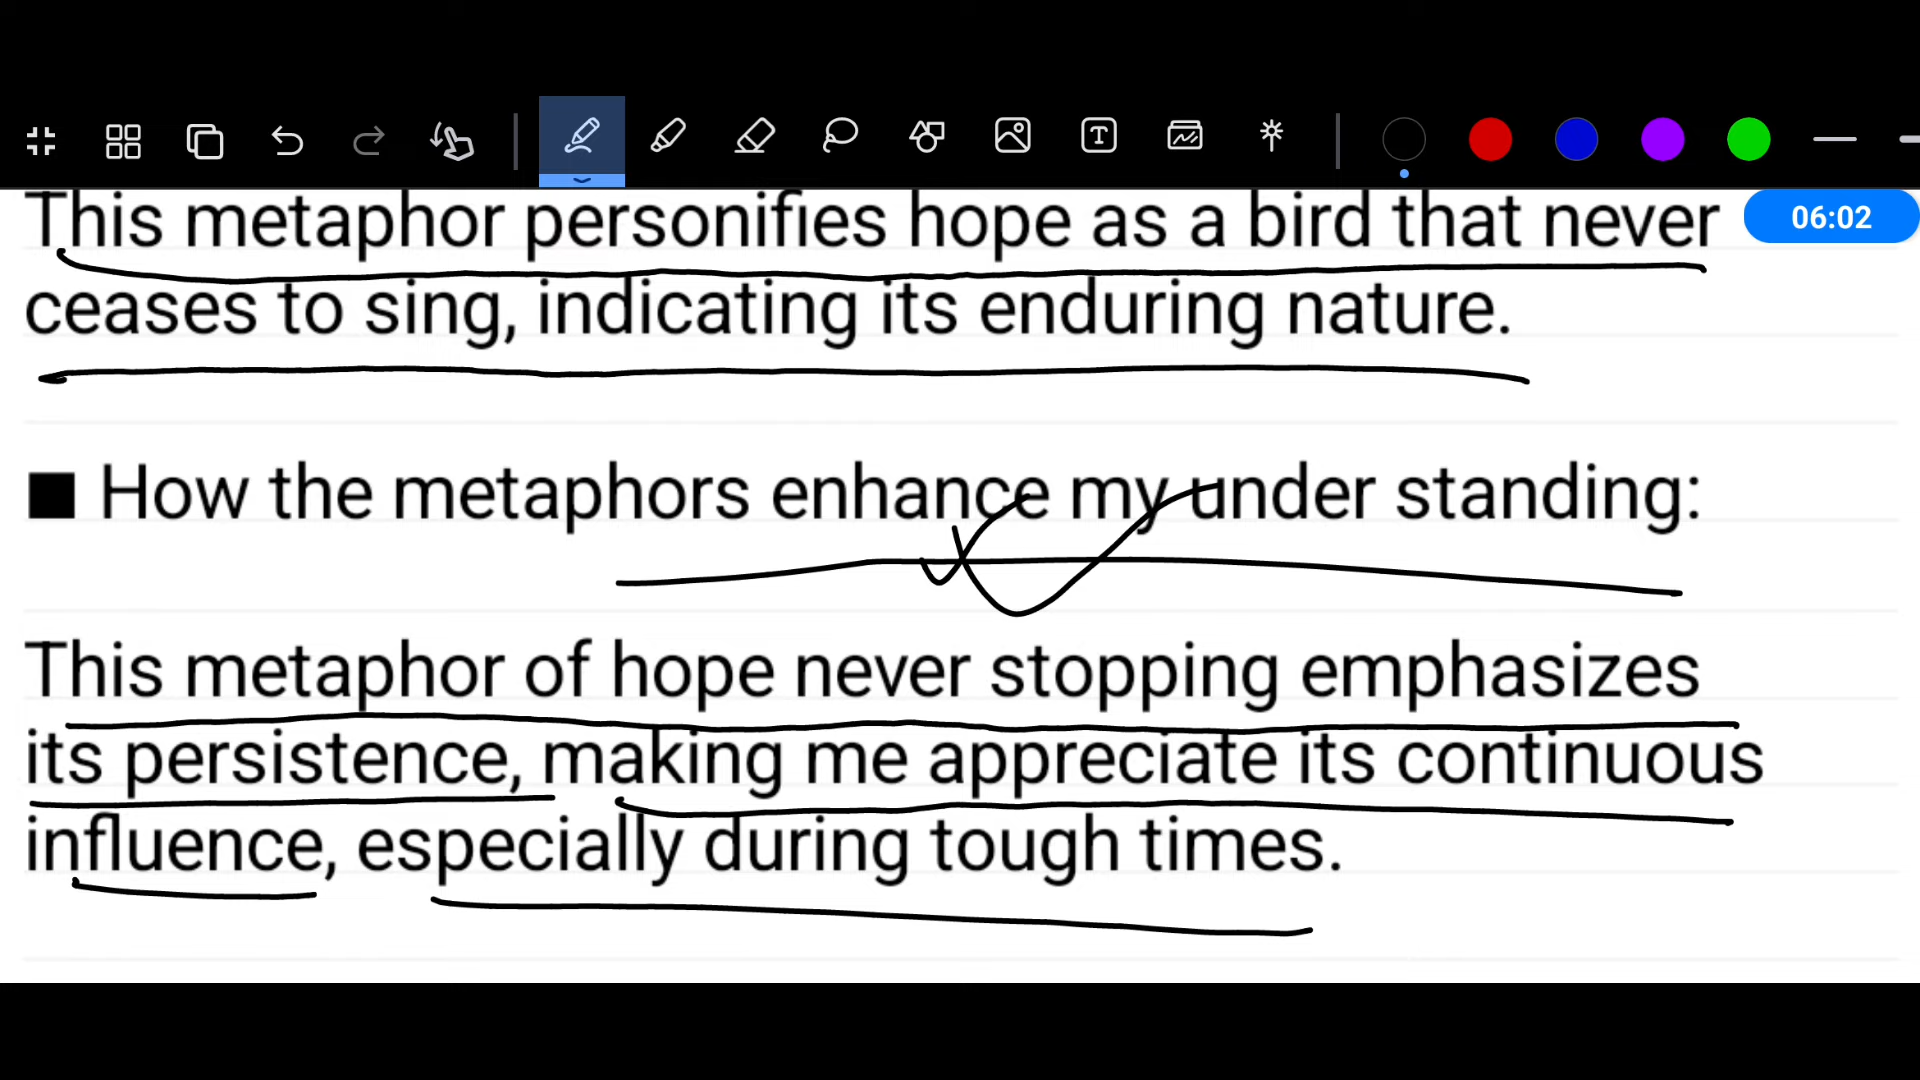 This metaphor personifies hope as a bird that never
06:02
ceases to sing, indicating its enduring nature.
■ How the metaphors enhance my under standing:
This metaphor of hope never stopping emphasizes
its persistence, making me appreciate its continuous
influence, especially during tough times.